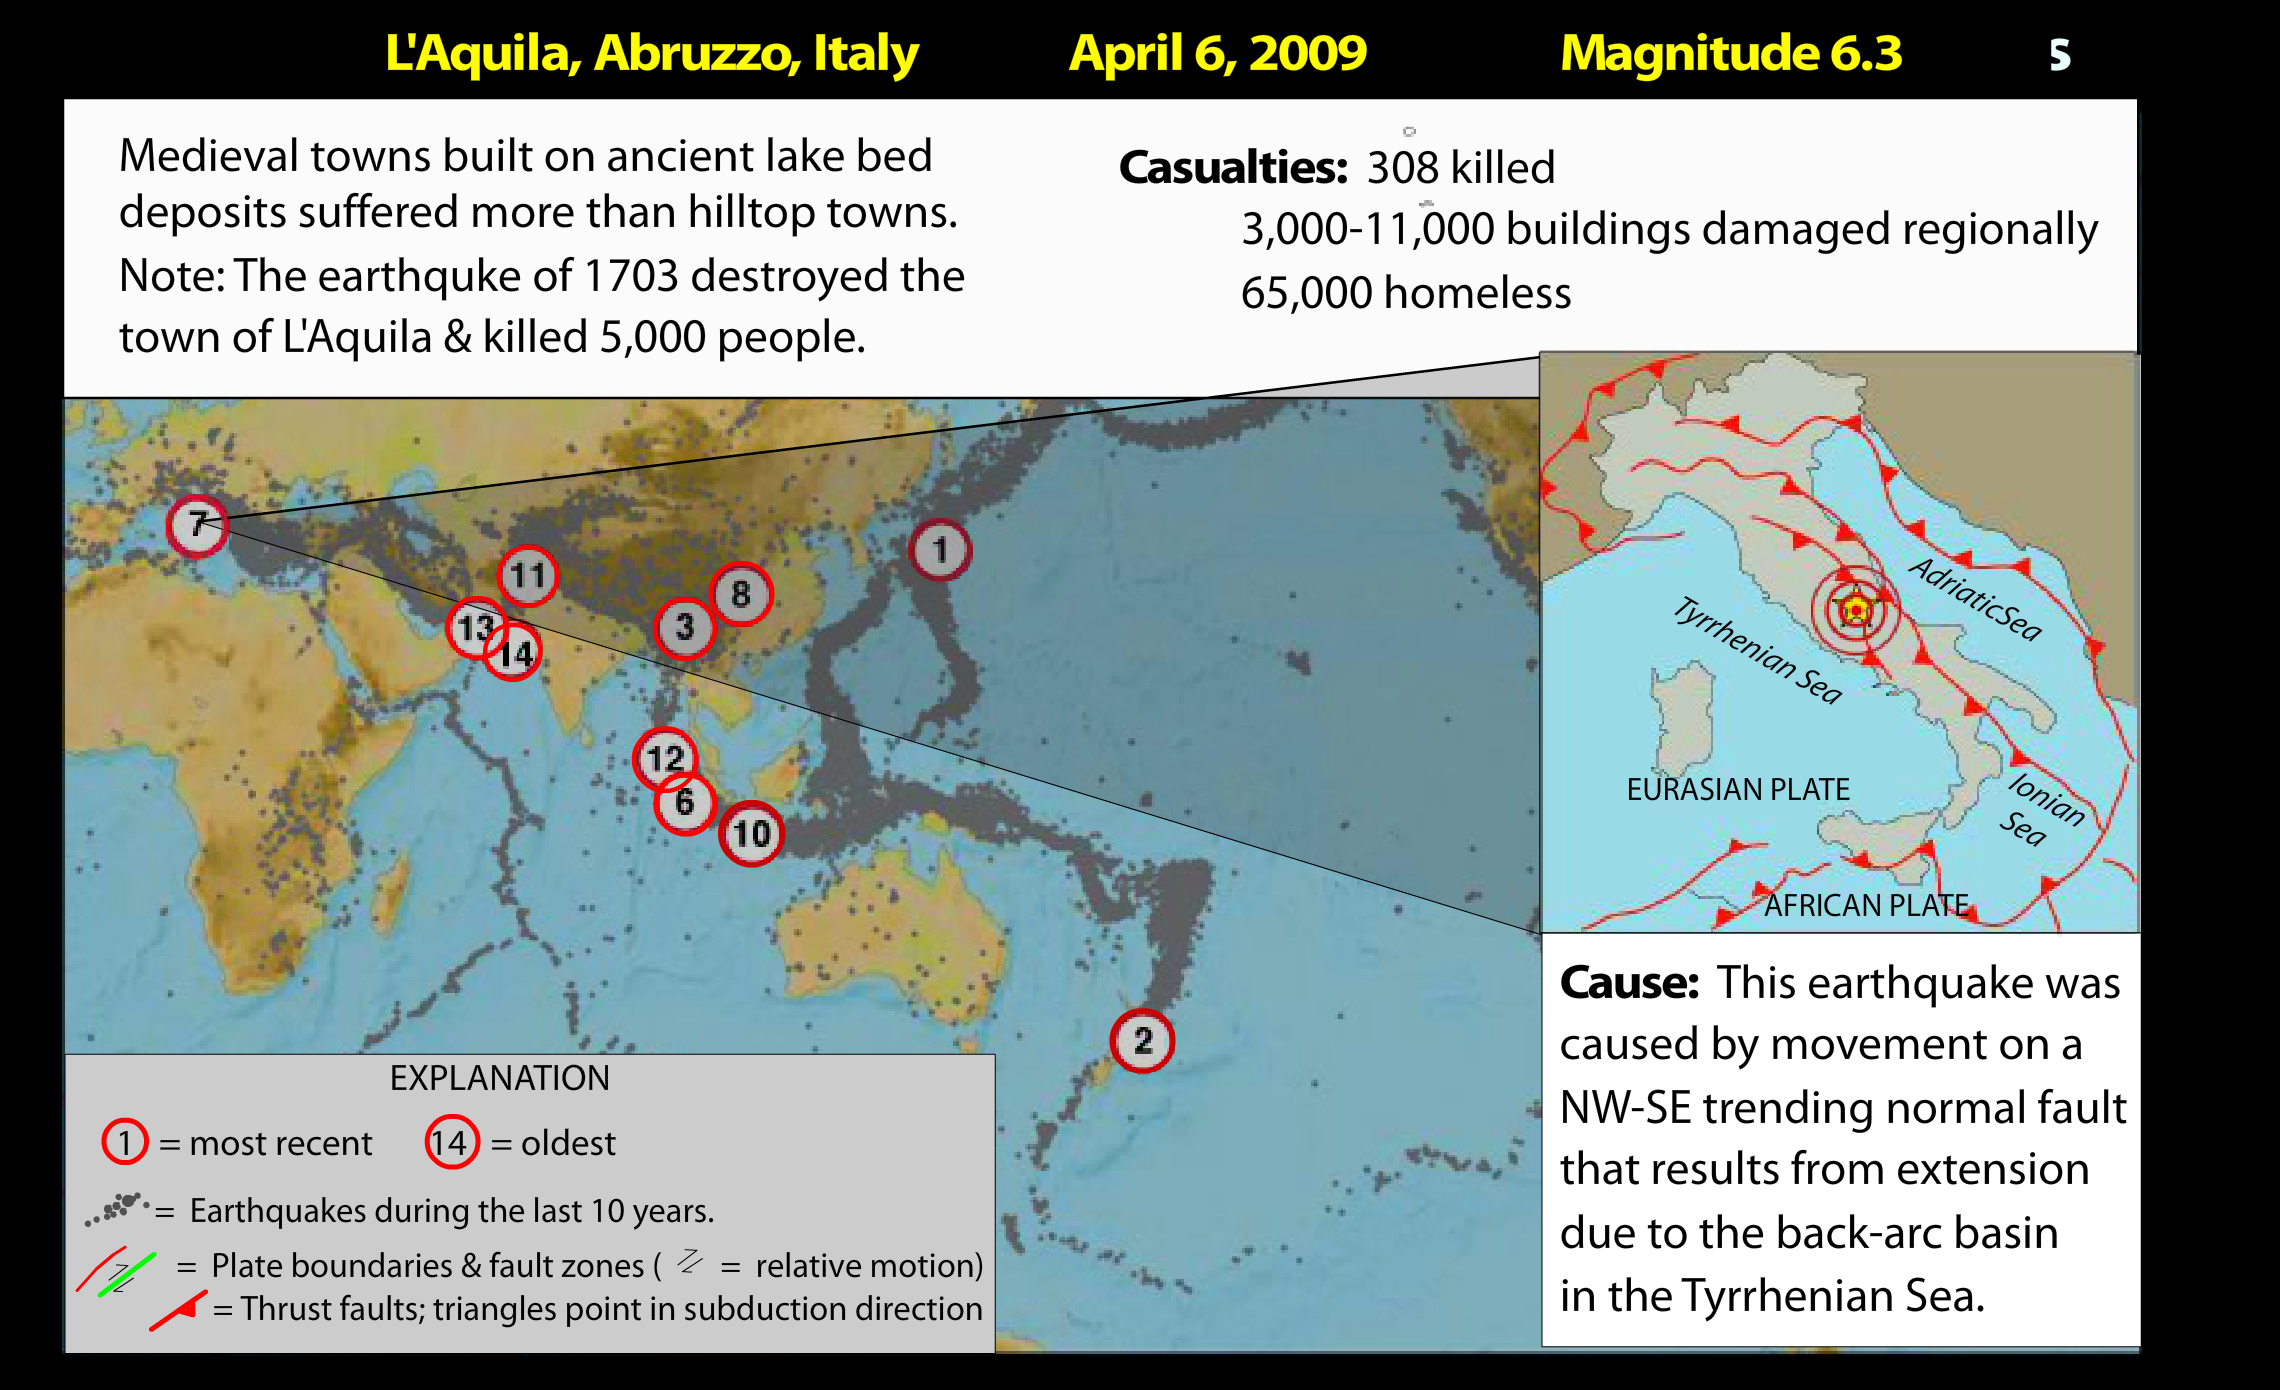 L'Aquila, Abruzzo, Italy April 6, 2009 Magnitude 6.3 S
Medieval towns built on ancient lake bed
deposits suffered more than hilltop towns.
Note: The earthquke of 1703 destroyed the
town of L'Aquila & killed 5,000 people.
Casualties: 308 killed
3,000-11,000 buildings damaged regionally
65,000 homeless
7
1
11
8
13
3
14
12
6
10
2
AdriaticSea
Tyrrhenian Sea
EURASIAN PLATE
Ionian
Sea
AFRICAN PLATE
EXPLANATION
1 = most recent 14 = oldest
= Earthquakes during the last 10 years.
= Plate boundaries & fault zones ( = relative motion)
= Thrust faults; triangles point in subduction direction
Cause: This earthquake was
caused by movement on a
NW-SE trending normal fault
that results from extension
due to the back-arc basin
in the Tyrrhenian Sea.